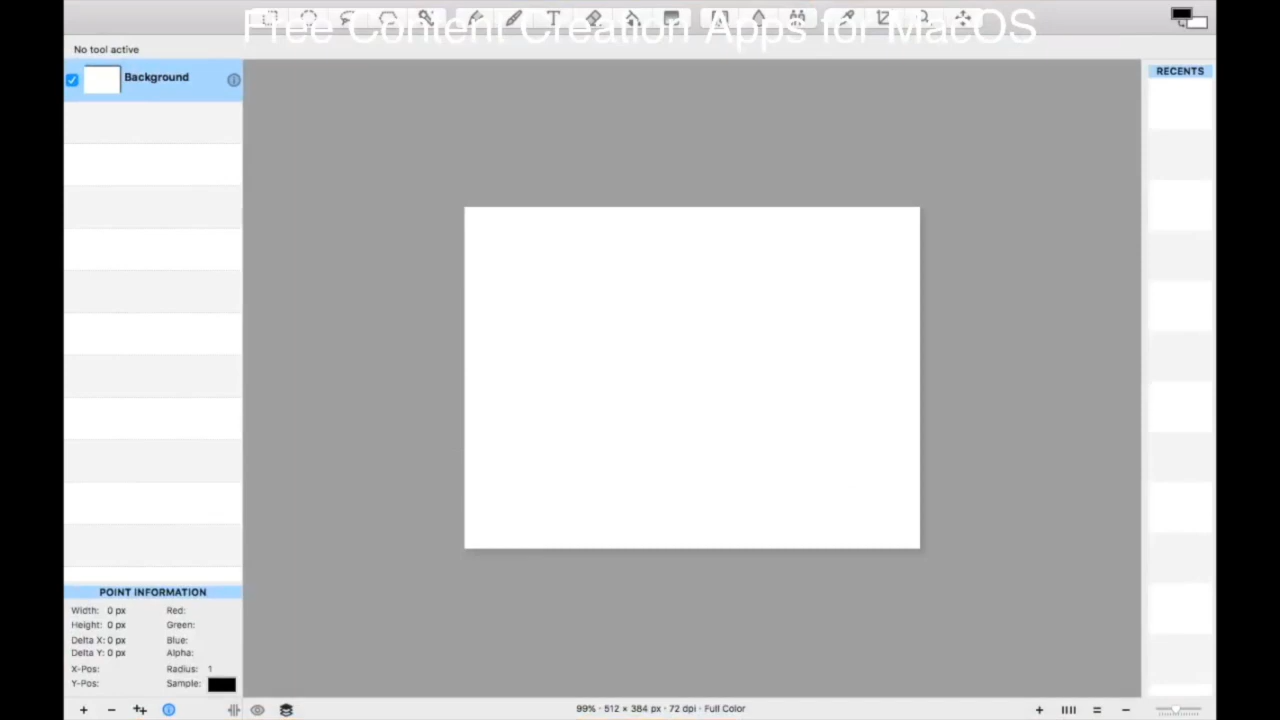 Free Content Creation Apps for MacOS
No tool active
Background
RECENTS
POINT INFORMATION
Width: 0 px Red:
Height: 0 px Green:
Delta X: 0 px Blue:
Delta Y: 0 px Alpha:
X-Pos: Radius: 1
Y-Pos: Sample:
99% · 512 × 384 px · 72 dpi · Full Color